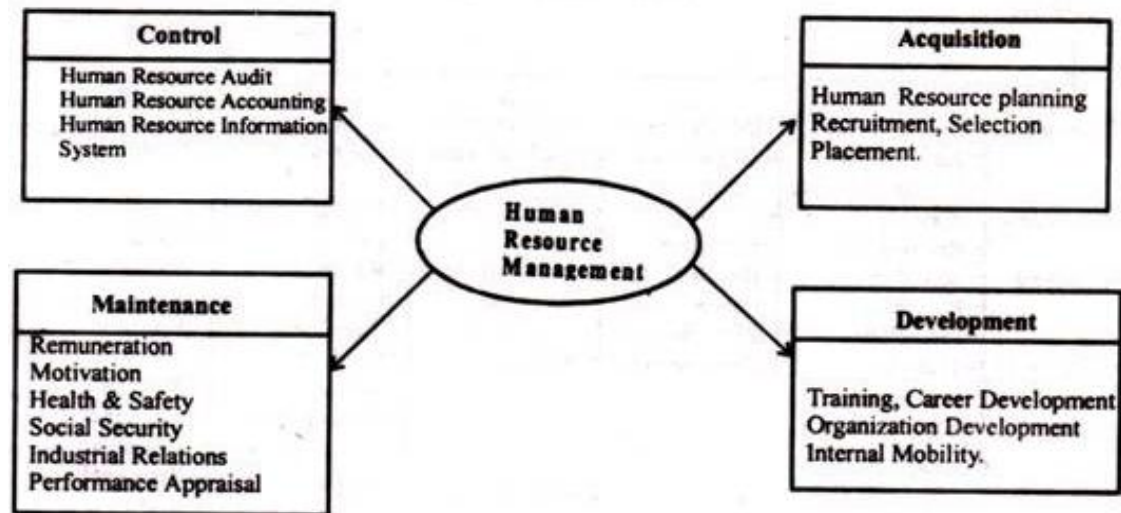 Control
Human Resource Audit
Human Resource Accounting
Human Resource Information
System
Acquisition
Human Resource planning
Recruitment, Selection
Placement.
Human
Resource
Management
Maintenance
Remuneration
Motivation
Health & Safety
Social Security
Industrial Relations
Performance Appraisal
Development
Training, Career Development
Organization Development
Internal Mobility.